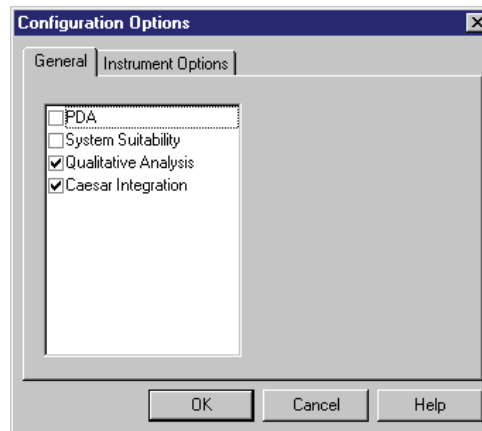 Configuration Options
General Instrument Options
PDA
System Suitability
Qualitative Analysis
Caesar Integration
OK Cancel Help